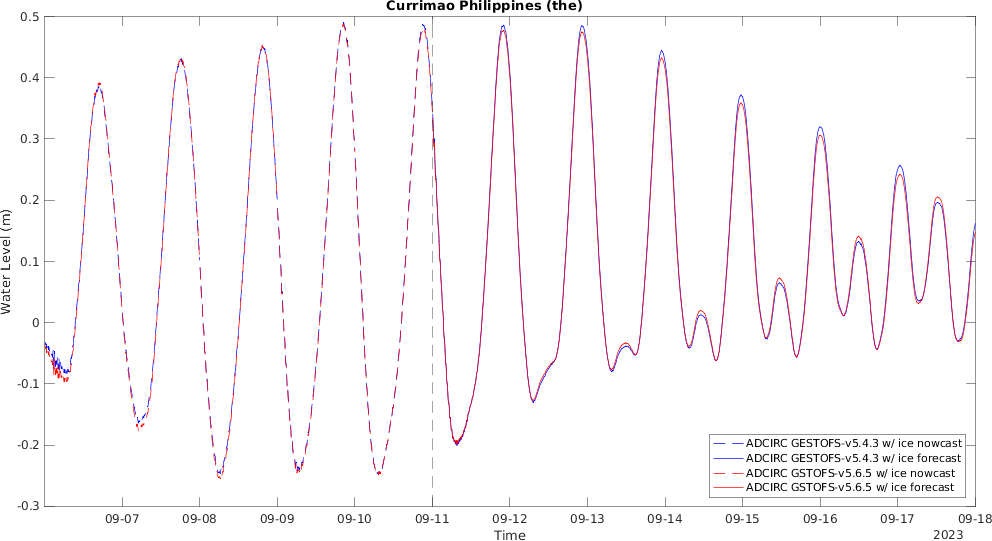 Currimao Philippines (the)
0.5
0.4
0.3
0.2
0.1
0
-0.1
-0.2
-0.3
Water Level (m)
09-07 09-08 09-09 09-10 09-11 09-12 09-13 09-14 09-15 09-16 09-17 09-18
Time
2023
ADCIRC GESTOFS-v5.4.3 w/ ice nowcast
ADCIRC GESTOFS-v5.4.3 w/ ice forecast
ADCIRC GSTOFS-v5.6.5 w/ ice nowcast
ADCIRC GSTOFS-v5.6.5 w/ ice forecast